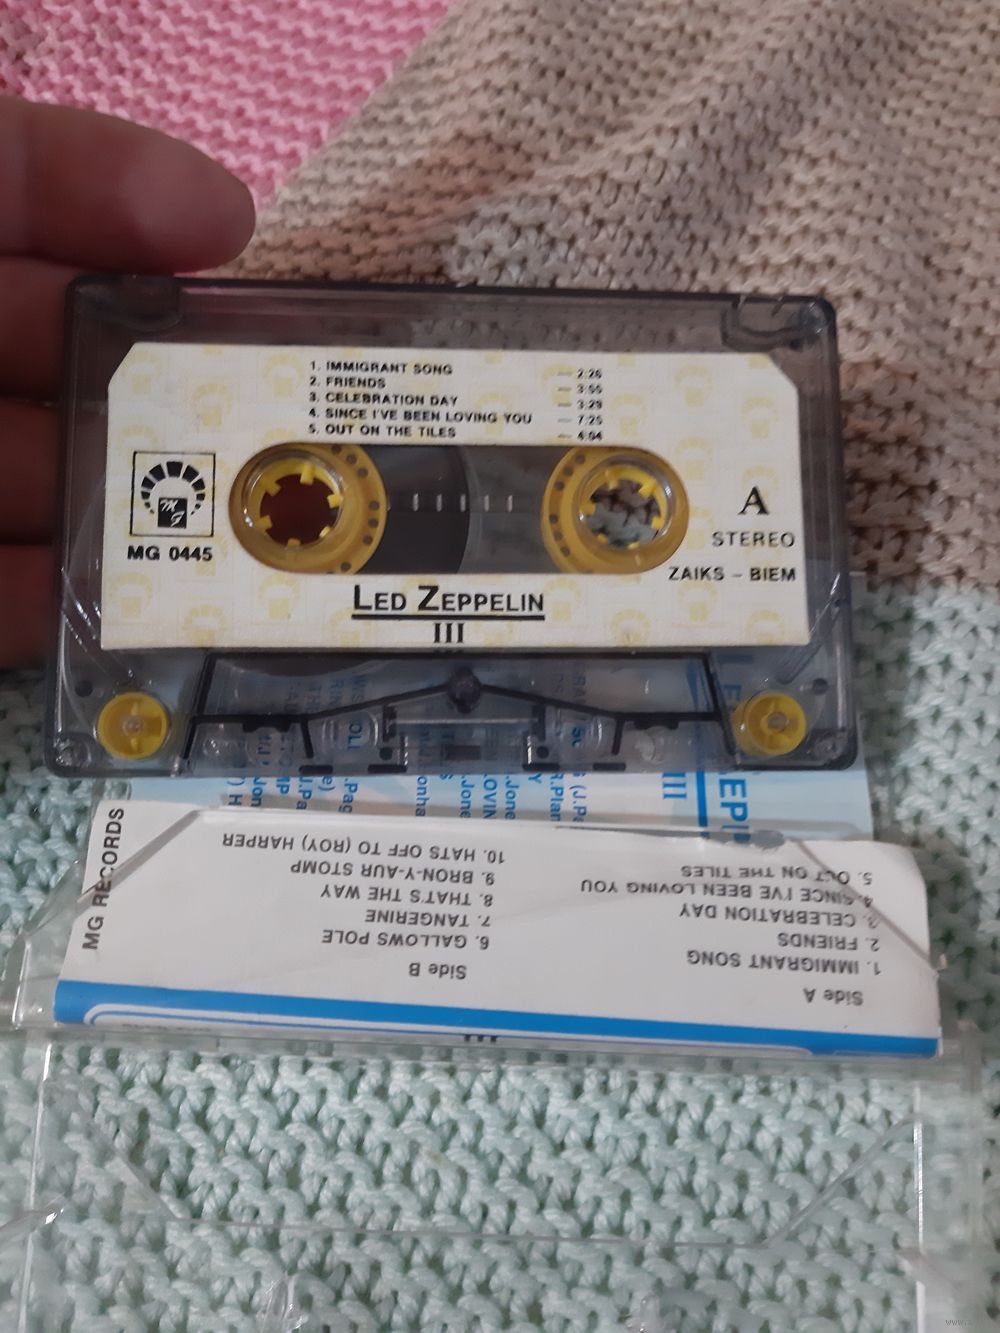 1. IMMIGRANT SONG — 2:26
2. FRIENDS — 3:55
3. CELEBRATION DAY — 3:29
4. SINCE I'VE BEEN LOVING YOU — 7:25
5. OUT ON THE TILES — 4:04
MG
MG 0445
A
STEREO
ZAIKS – BIEM
LED ZEPPELIN
III
III
MG RECORDS
Side A
1. IMMIGRANT SONG
2. FRIENDS
3. CELEBRATION DAY
4. SINCE I'VE BEEN LOVING YOU
5. OUT ON THE TILES
Side B
6. GALLOWS POLE
7. TANGERINE
8. THAT'S THE WAY
9. BRON-Y-AUR STOMP
10. HATS OFF TO (ROY) HARPER